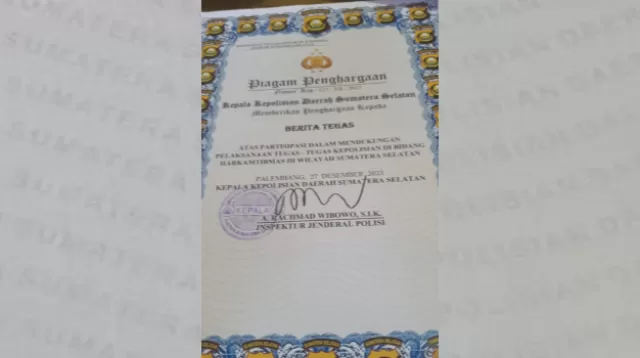 Piagam Penghargaan
Kepala Kepolisian Daerah Sumatera Selatan
Memberikan Penghargaan Kepada
BERITA TEGAS
ATAS PARTISIPASI DALAM MENDUKUNG
PELAKSANAAN TUGAS - TUGAS KEPOLISIAN DI BIDANG
HARKAMTIBMAS DI WILAYAH SUMATERA SELATAN
PALEMBANG, 27 DESEMBER 2023
KEPALA KEPOLISIAN DAERAH SUMATERA SELATAN
KEPALA
A. RACHMAD WIBOWO, S.I.K.
INSPEKTUR JENDERAL POLISI